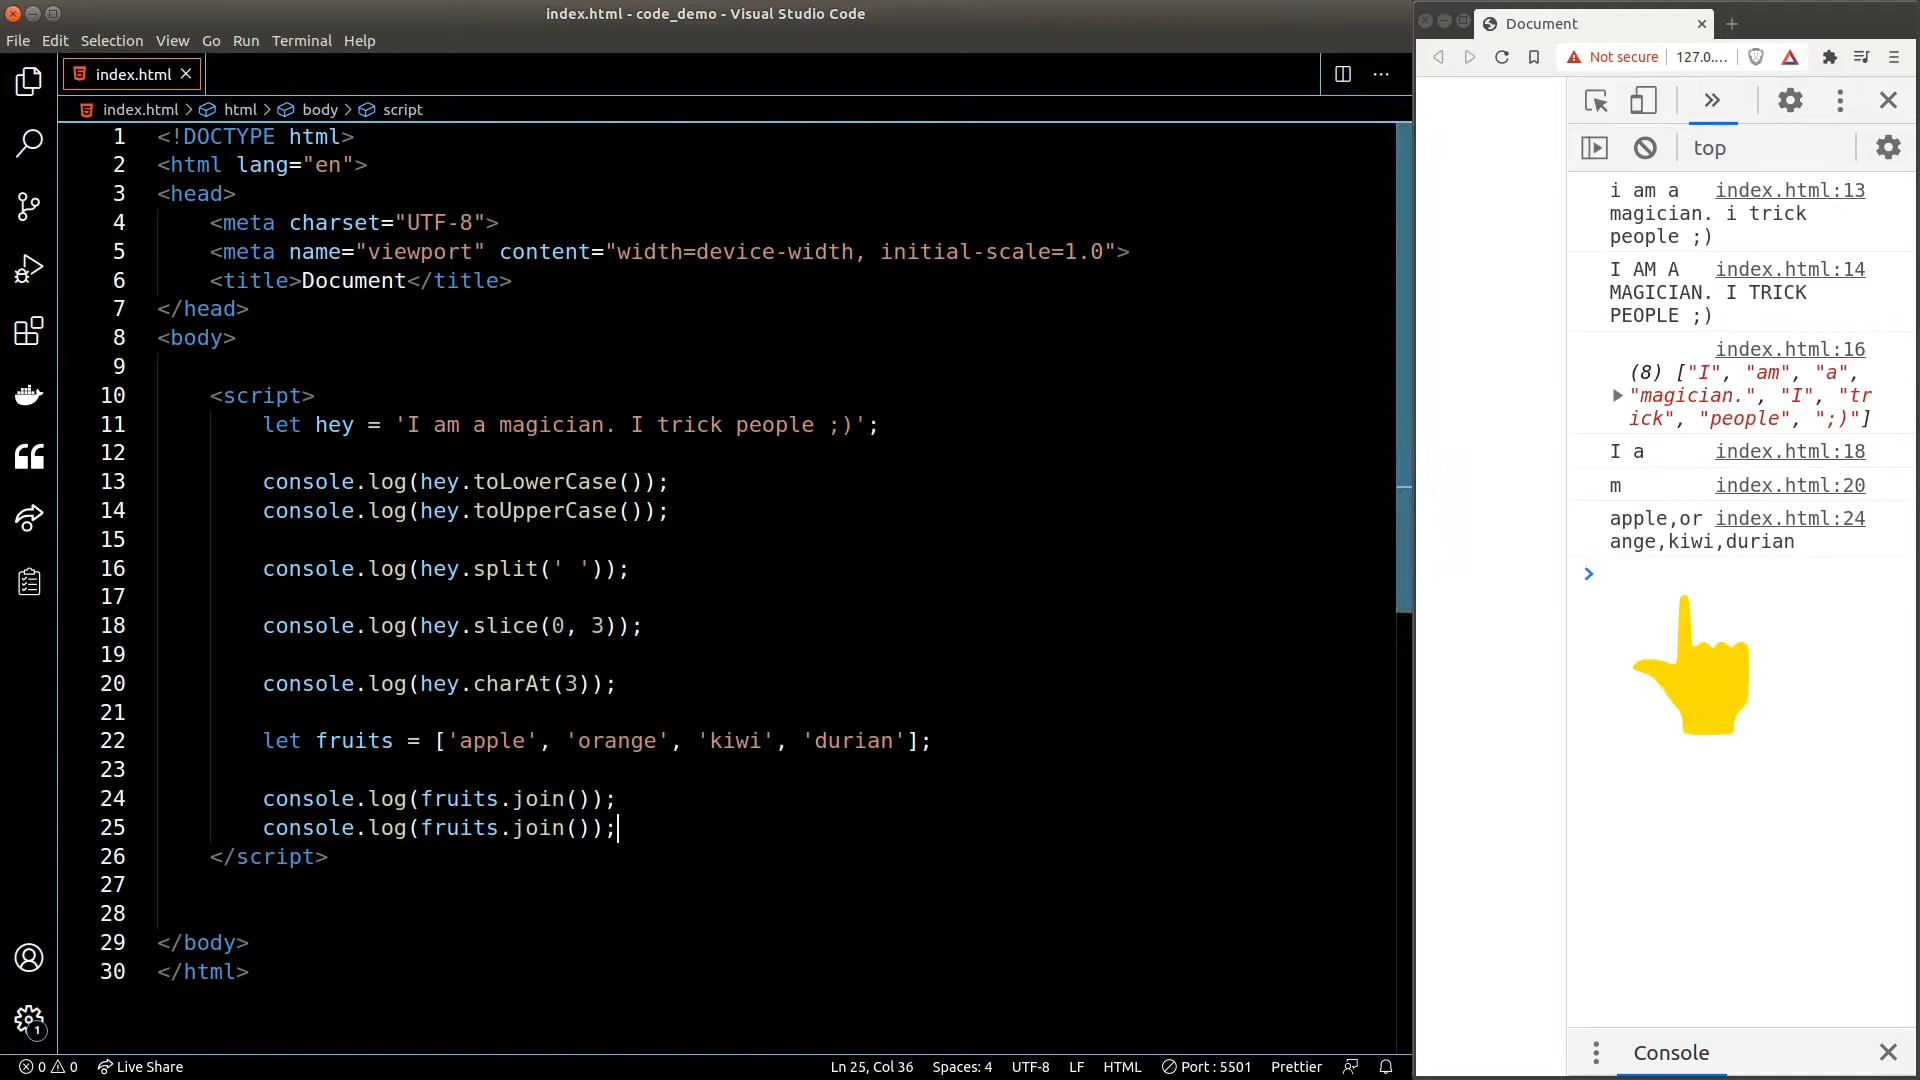 index.html - code_demo - Visual Studio Code
File Edit Selection View Go Run Terminal Help
index.html
index.html > html > body > script
1 <!DOCTYPE html>
2 <html lang="en">
3 <head>
4 <meta charset="UTF-8">
5 <meta name="viewport" content="width=device-width, initial-scale=1.0">
6 <title>Document</title>
7 </head>
8 <body>
9
10 <script>
11 let hey = 'I am a magician. I trick people ;)';
12
13 console.log(hey.toLowerCase());
14 console.log(hey.toUpperCase());
15
16 console.log(hey.split(' '));
17
18 console.log(hey.slice(0, 3));
19
20 console.log(hey.charAt(3));
21
22 let fruits = ['apple', 'orange', 'kiwi', 'durian'];
23
24 console.log(fruits.join());
25 console.log(fruits.join());
26 </script>
27
28
29 </body>
30 </html>
1
0 0 Live Share Ln 25, Col 36 Spaces: 4 UTF-8 LF HTML Port : 5501 Prettier
Document
Not secure 127.0....
top
i am a index.html:13
magician. i trick
people ;)
I AM A index.html:14
MAGICIAN. I TRICK
PEOPLE ;)
index.html:16
(8) ["I", "am", "a",
"magician.", "I", "tr
ick", "people", ";)"]
I a index.html:18
m index.html:20
apple,or index.html:24
ange,kiwi,durian
Console